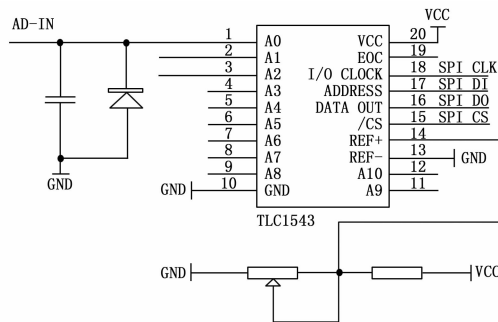 AD-IN
VCC
1 A0 VCC 20
2 A1 EOC 19
3 A2 I/O CLOCK 18 SPI CLK
4 A3 ADDRESS 17 SPI DI
5 A4 DATA OUT 16 SPI DO
6 A5 /CS 15 SPI CS
7 A6 REF+ 14
8 A7 REF- 13 GND
9 A8 A10 12
GND 10 GND A9 11
GND
TLC1543
GND VCC